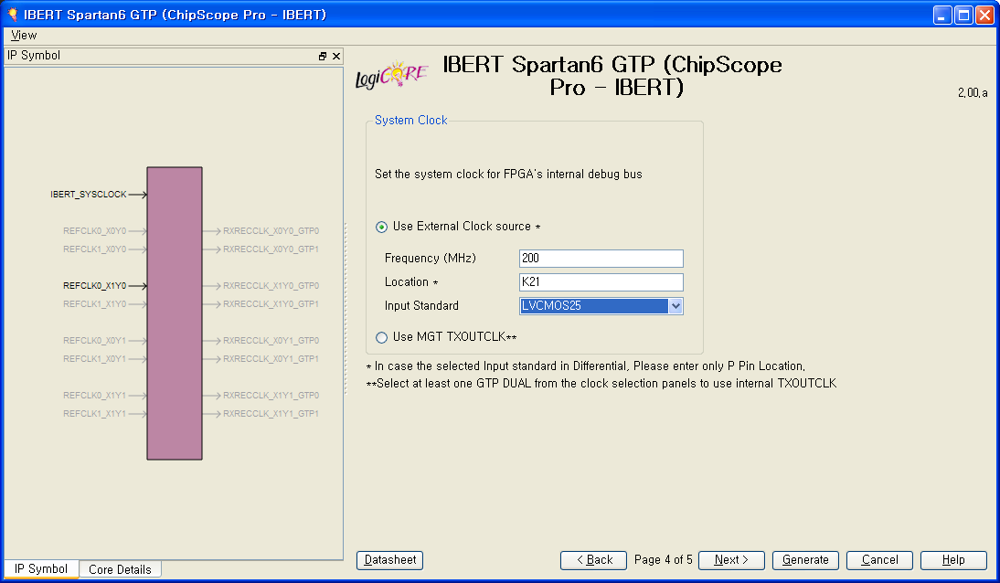 IBERT Spartan6 GTP (ChipScope Pro - IBERT)
View
IP Symbol
LogiCORE
IBERT Spartan6 GTP (ChipScope
Pro - IBERT)
2.00.a
System Clock
Set the system clock for FPGA's internal debug bus
Use External Clock source *
Frequency (MHz) 200
Location * K21
Input Standard LVCMOS25
Use MGT TXOUTCLK**
* In case the selected Input standard in Differential, Please enter only P Pin Location.
**Select at least one GTP DUAL from the clock selection panels to use internal TXOUTCLK
IBERT_SYSCLOCK
REFCLK0_X0Y0 RXRECCLK_X0Y0_GTP0
REFCLK1_X0Y0 RXRECCLK_X0Y0_GTP1
REFCLK0_X1Y0 RXRECCLK_X1Y0_GTP0
REFCLK1_X1Y0 RXRECCLK_X1Y0_GTP1
REFCLK0_X0Y1 RXRECCLK_X0Y1_GTP0
REFCLK1_X0Y1 RXRECCLK_X0Y1_GTP1
REFCLK0_X1Y1 RXRECCLK_X1Y1_GTP0
REFCLK1_X1Y1 RXRECCLK_X1Y1_GTP1
IP Symbol Core Details
Datasheet < Back Page 4 of 5 Next > Generate Cancel Help